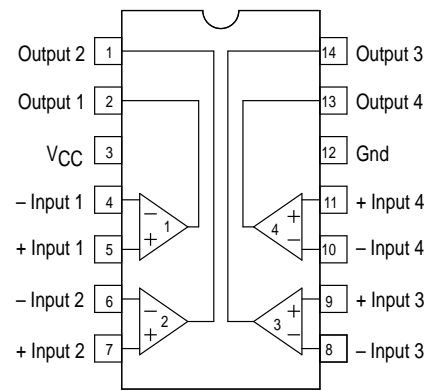 Output 2 1 14 Output 3
Output 1 2 13 Output 4
VCC 3 12 Gnd
– Input 1 4 – 11 + Input 4
1 + 4
+ Input 1 5 + – 10 – Input 4
– Input 2 6 – 9 + Input 3
2 + 3
+ Input 2 7 + – 8 – Input 3